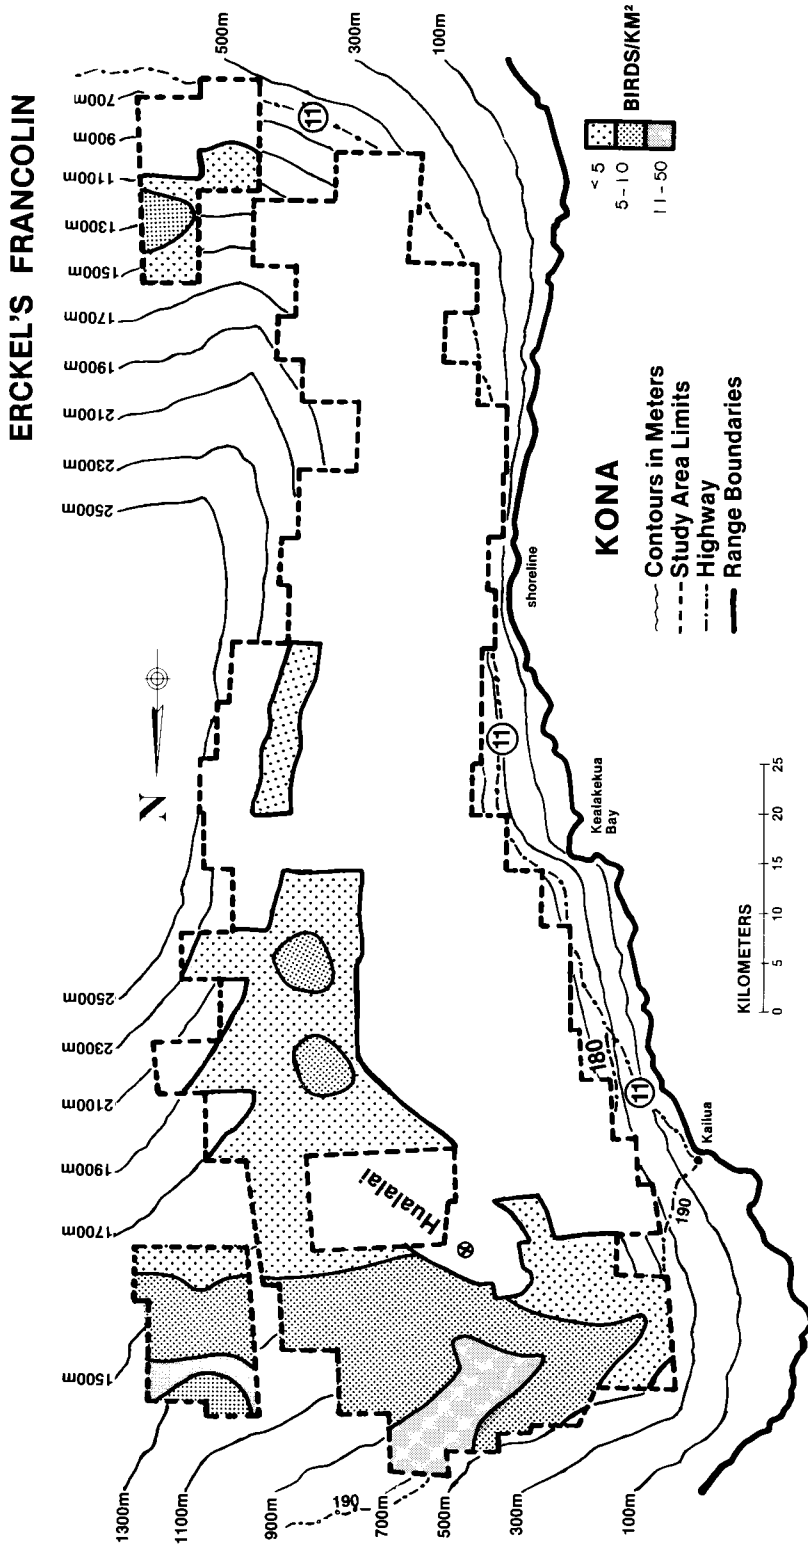 ERCKEL'S FRANCOLIN
700m
900m
1100m
1300m
1500m
1700m
1900m
2100m
2300m
2500m
500m
300m
100m
11
BIRDS/KM²
< 5
5-10
11-50
N
KONA
Contours in Meters
Study Area Limits
Highway
Range Boundaries
shoreline
11
Kealakekua
Bay
KILOMETERS
0 5 10 15 20 25
2500m
2300m
2100m
1900m
1700m
1500m
Hualalai
180
11
Kailua
190
1300m
1100m
900m
190
700m
500m
300m
100m